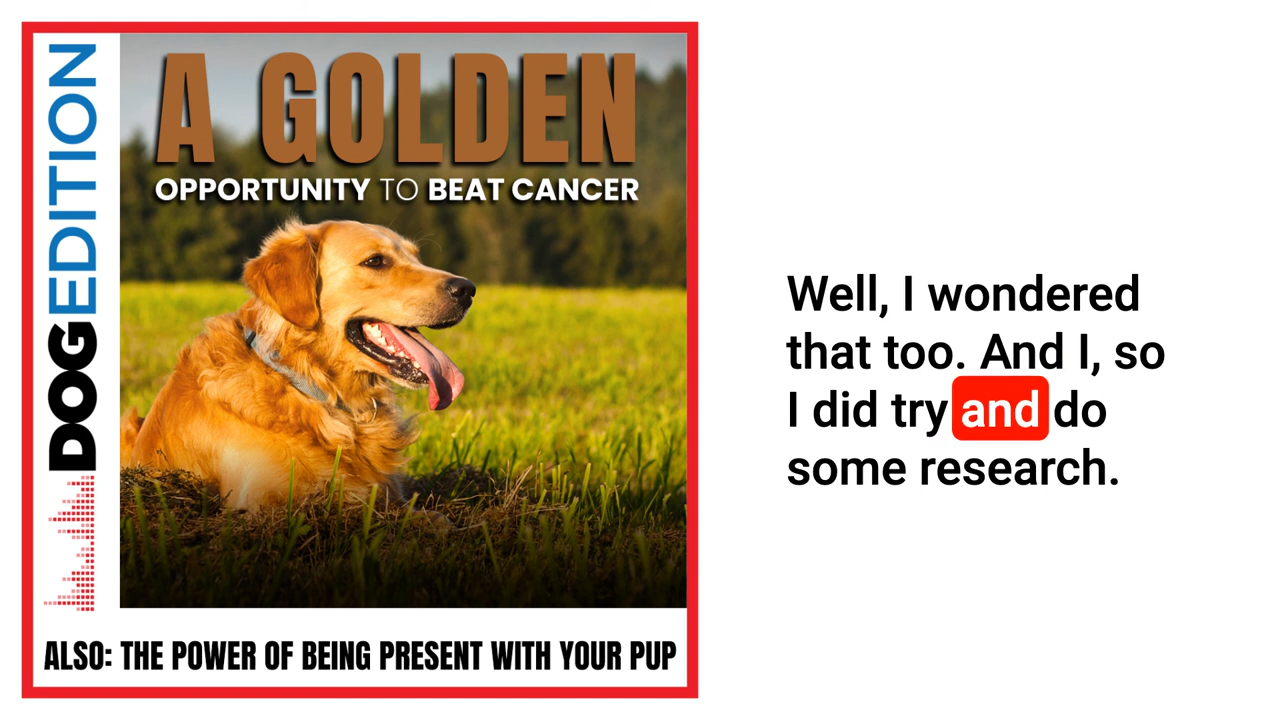 DOGEDITION
A GOLDEN
OPPORTUNITY TO BEAT CANCER
ALSO: THE POWER OF BEING PRESENT WITH YOUR PUP
Well, I wondered
that too. And I, so
I did try and do
some research.